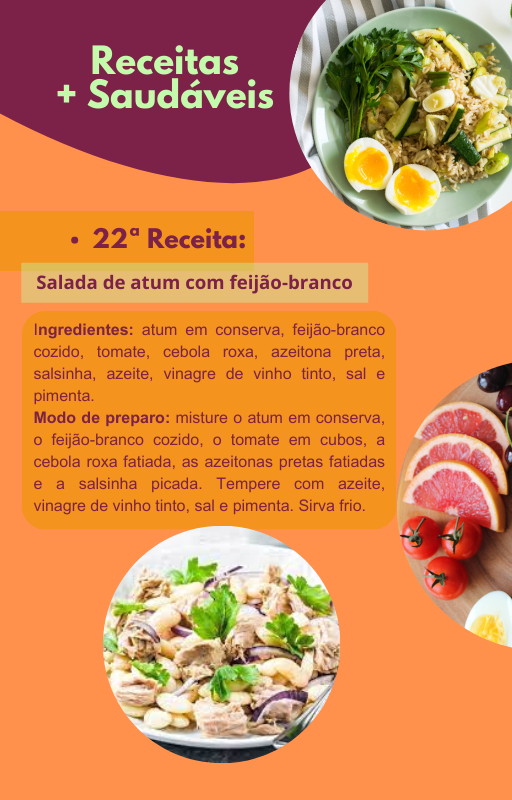 Receitas
+ Saudáveis
• 22ª Receita:
Salada de atum com feijão-branco
Ingredientes: atum em conserva, feijão-branco
cozido, tomate, cebola roxa, azeitona preta,
salsinha, azeite, vinagre de vinho tinto, sal e
pimenta.
Modo de preparo: misture o atum em conserva,
o feijão-branco cozido, o tomate em cubos, a
cebola roxa fatiada, as azeitonas pretas fatiadas
e a salsinha picada. Tempere com azeite,
vinagre de vinho tinto, sal e pimenta. Sirva frio.